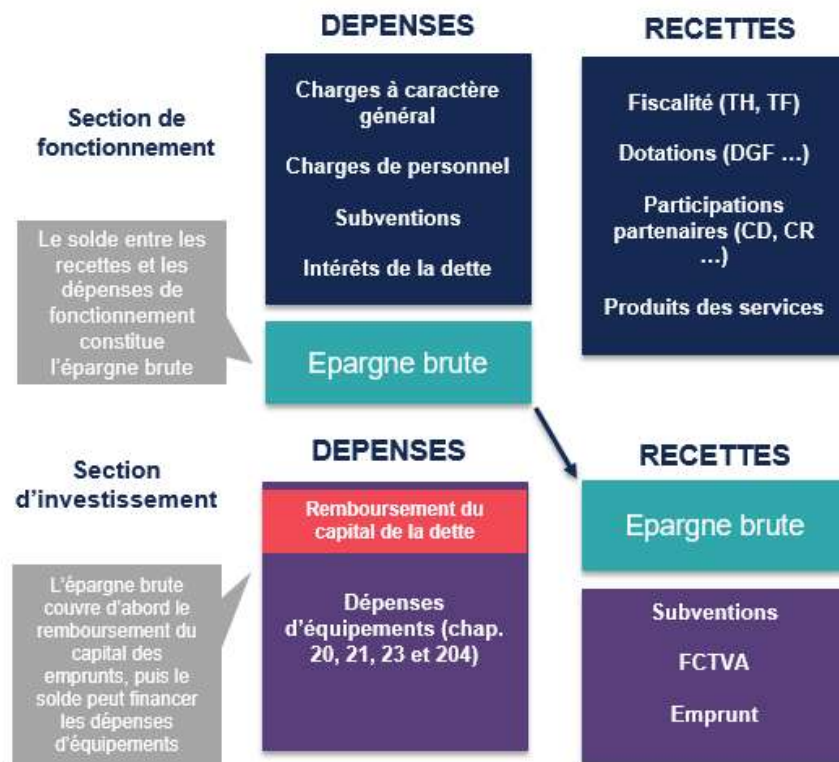 DEPENSES
RECETTES
Section de
fonctionnement
Charges à caractère
général
Charges de personnel
Subventions
Intérêts de la dette
Fiscalité (TH, TF)
Dotations (DGF ...)
Participations
partenaires (CD, CR
...)
Produits des services
Le solde entre les
recettes et les
dépenses de
fonctionnement
constitue
l'épargne brute
Epargne brute
Section
d'investissement
DEPENSES
RECETTES
Remboursement du
capital de la dette
Epargne brute
L'épargne brute
couvre d'abord le
remboursement du
capital des
emprunts, puis le
solde peut financer
les dépenses
d'équipements
Dépenses
d'équipements (chap.
20, 21, 23 et 204)
Subventions
FCTVA
Emprunt